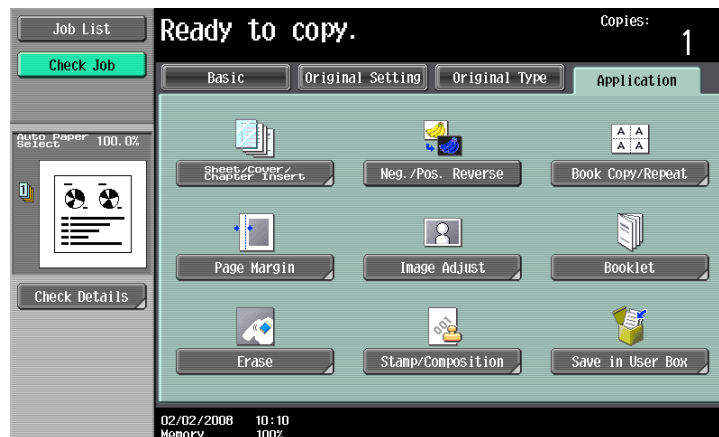 Job List
Check Job
Ready to copy.
Copies:
1
Basic
Original Setting
Original Type
Application
Auto Paper
Select
100.0%
1
Sheet/Cover/
Chapter Insert
Neg./Pos. Reverse
A A
A A
Book Copy/Repeat
Page Margin
Image Adjust
Booklet
Check Details
001
Erase
Stamp/Composition
Save in User Box
02/02/2008 10:10
Memory 100%